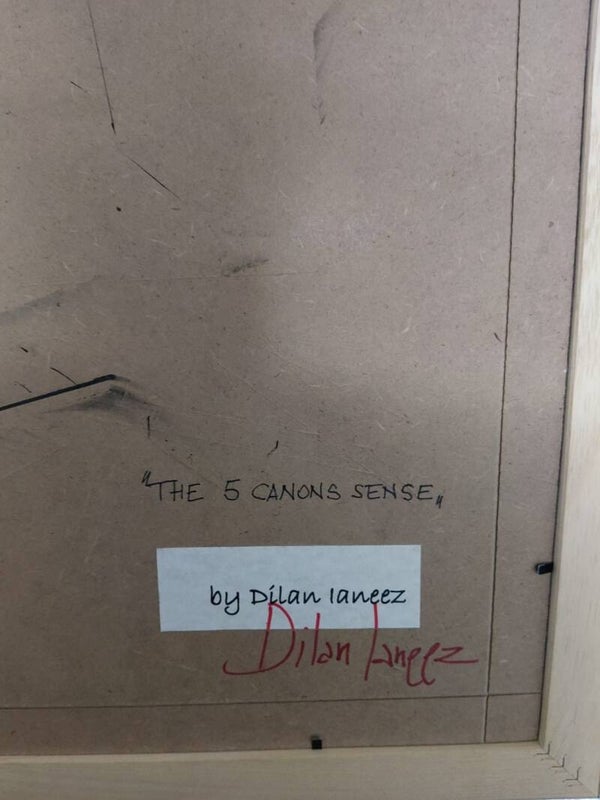 "THE 5 CANONS SENSE„
by Dilan Ianeez
Dilan Ianeez